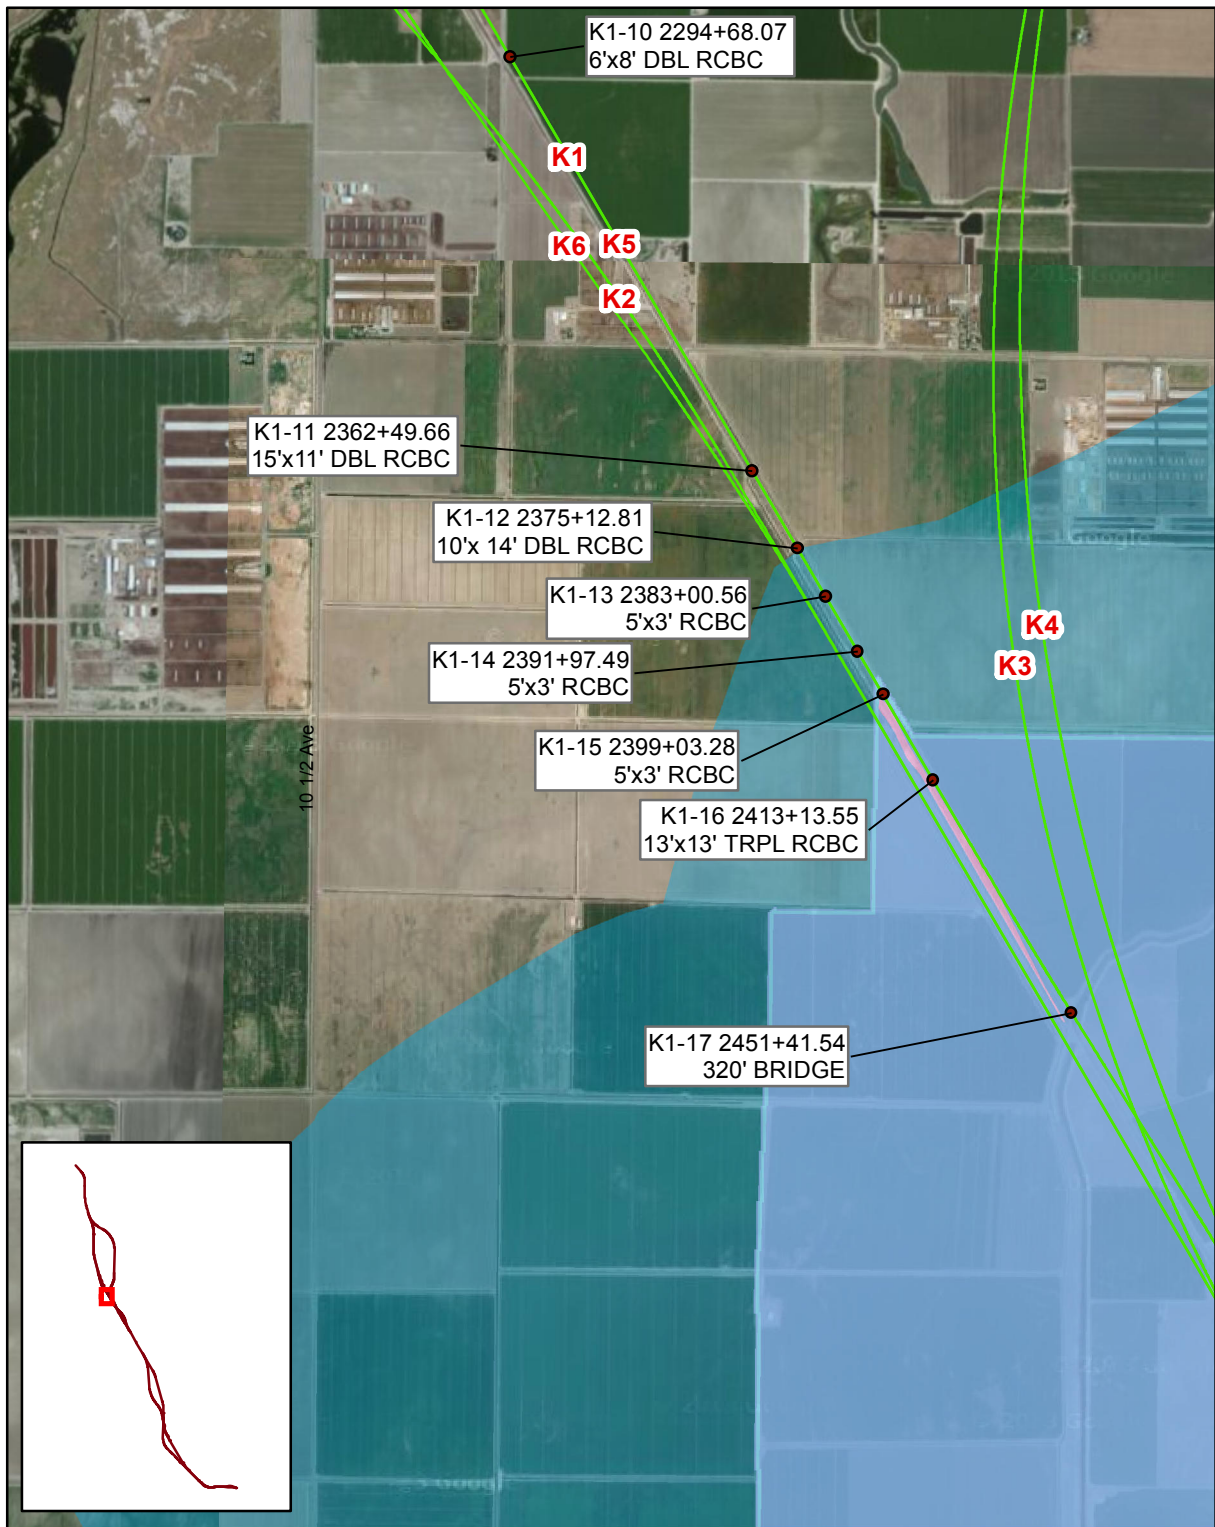 K1-10 2294+68.07
6'x8' DBL RCBC
K1
K6
K5
K2
K1-11 2362+49.66
15'x11' DBL RCBC
K1-12 2375+12.81
10'x 14' DBL RCBC
K1-13 2383+00.56
5'x3' RCBC
K4
K3
K1-14 2391+97.49
5'x3' RCBC
K1-15 2399+03.28
5'x3' RCBC
10 1/2 Ave
K1-16 2413+13.55
13'x13' TRPL RCBC
K1-17 2451+41.54
320' BRIDGE